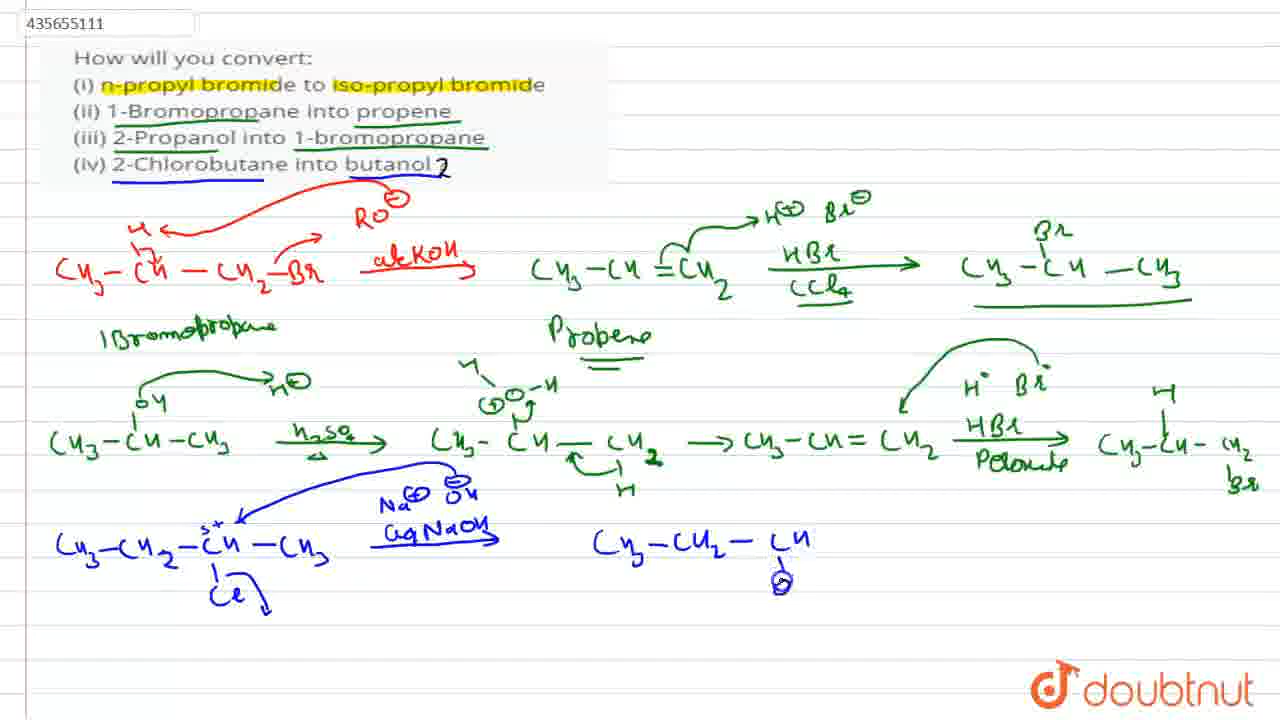 435655111
How will you convert:
(i) n-propyl bromide to iso-propyl bromide
(ii) 1-Bromopropane into propene
(iii) 2-Propanol into 1-bromopropane
(iv) 2-Chlorobutane into butanol 2
H RO⊖ H⊕ Br⊖ Br
CH3 – CH – CH2 – Br alc KOH CH3 – CH = CH2 HBr CCl4 CH3 – CH – CH3
1Bromopropane Propene
H
OH H⊕ ⊕ O – H H• Br• H
CH3 – CH – CH3 H2SO4 Δ CH3 – CH – CH2 → CH3 – CH = CH2 HBr Peroxide CH3 – CH – CH2
H Br
Na⊕ ⊖OH
CH3 – CH2 – CH – CH3 aq NaOH CH3 – CH2 – CH
δ+
Cl O
doubtnut